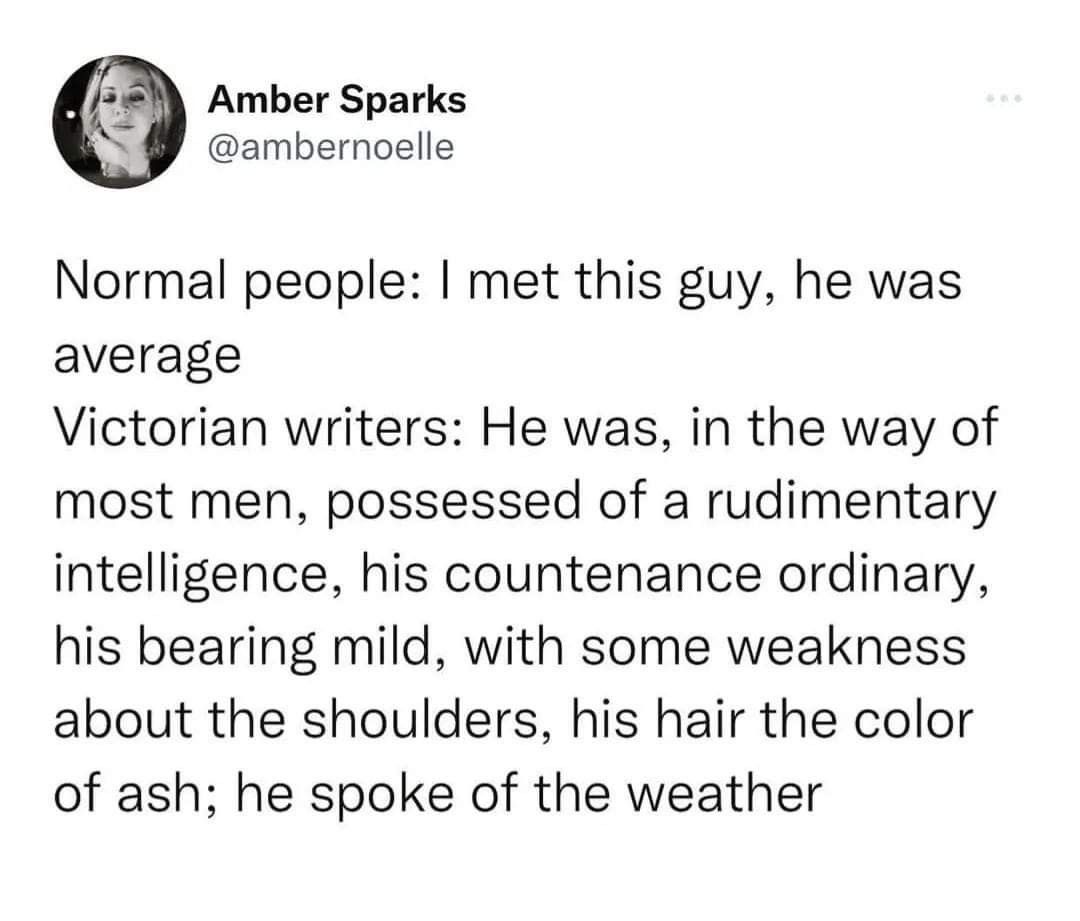 Amber Sparks
@ambernoelle
Normal people: I met this guy, he was
average
Victorian writers: He was, in the way of
most men, possessed of a rudimentary
intelligence, his countenance ordinary,
his bearing mild, with some weakness
about the shoulders, his hair the color
of ash; he spoke of the weather